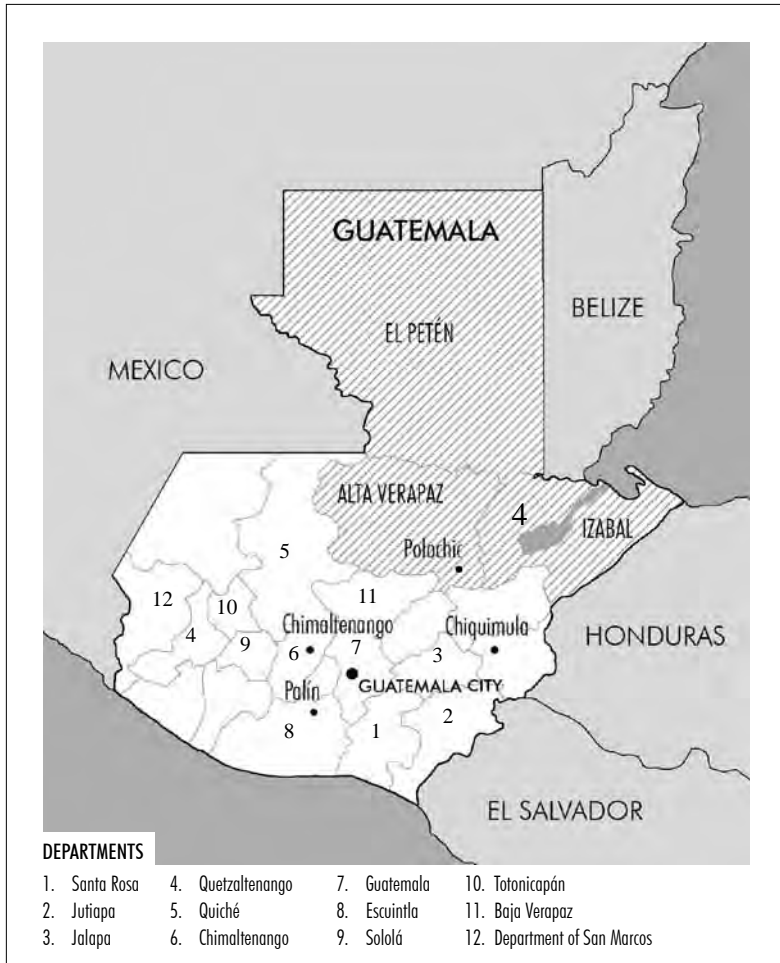 GUATEMALA
BELIZE
EL PETÉN
MEXICO
ALTA VERAPAZ
4
IZABAL
5
Polochic
12
10
11
4
9
Chimaltenango
6
7
3
Chiquimula
HONDURAS
Palín
GUATEMALA CITY
8
1
2
EL SALVADOR
DEPARTMENTS
1. Santa Rosa
2. Jutiapa
3. Jalapa
4. Quetzaltenango
5. Quiché
6. Chimaltenango
7. Guatemala
8. Escuintla
9. Sololá
10. Totonicapán
11. Baja Verapaz
12. Department of San Marcos